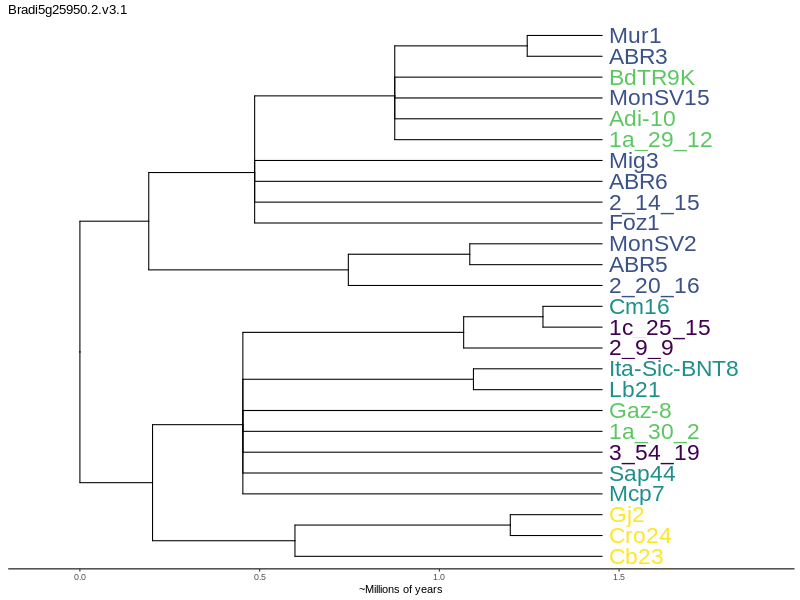 Bradi5g25950.2.v3.1
Mur1
ABR3
BdTR9K
MonSV15
Adi-10
1a_29_12
Mig3
ABR6
2_14_15
Foz1
MonSV2
ABR5
2_20_16
Cm16
1c_25_15
2_9_9
Ita-Sic-BNT8
Lb21
Gaz-8
1a_30_2
3_54_19
Sap44
Mcp7
Gj2
Cro24
Cb23
0.0 0.5 1.0 1.5
~Millions of years